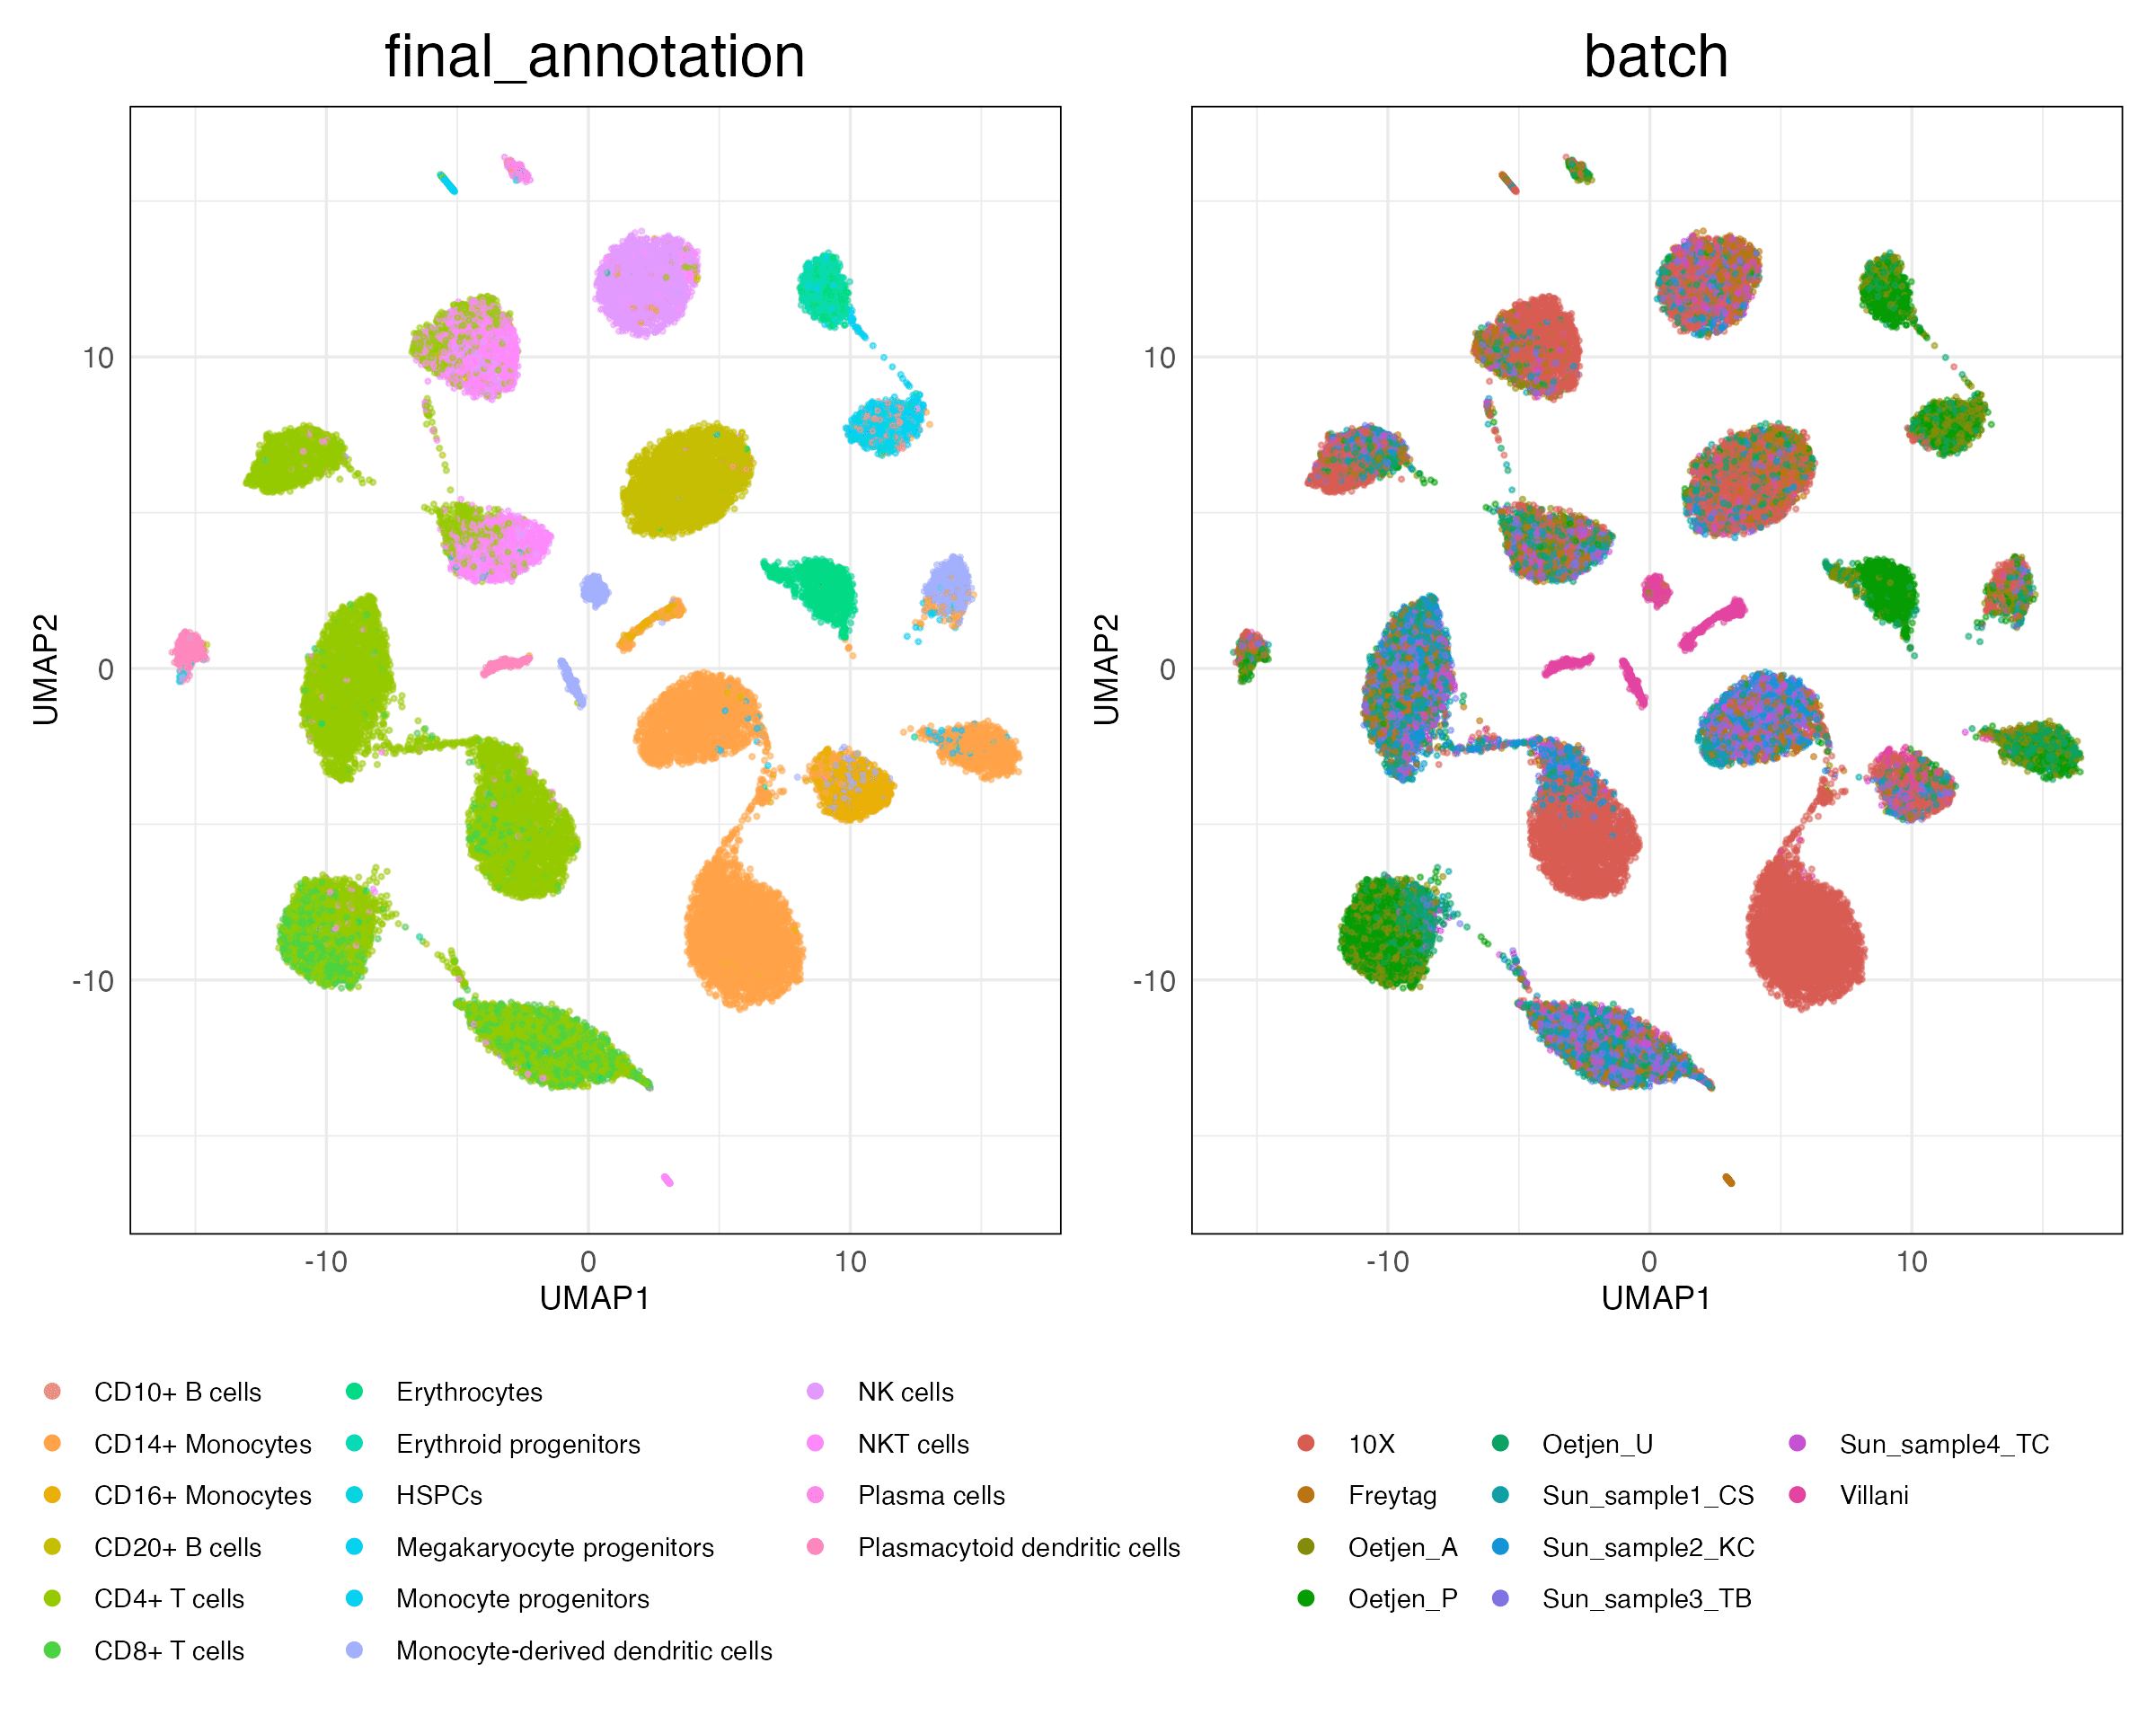 final_annotation
batch
UMAP2
10
0
-10
-10
0
10
UMAP1
UMAP2
10
0
-10
-10
0
10
UMAP1
CD10+ B cells
CD14+ Monocytes
CD16+ Monocytes
CD20+ B cells
CD4+ T cells
CD8+ T cells
Erythrocytes
Erythroid progenitors
HSPCs
Megakaryocyte progenitors
Monocyte progenitors
Monocyte-derived dendritic cells
NK cells
NKT cells
Plasma cells
Plasmacytoid dendritic cells
10X
Freytag
Oetjen_A
Oetjen_P
Oetjen_U
Sun_sample1_CS
Sun_sample2_KC
Sun_sample3_TB
Sun_sample4_TC
Villani